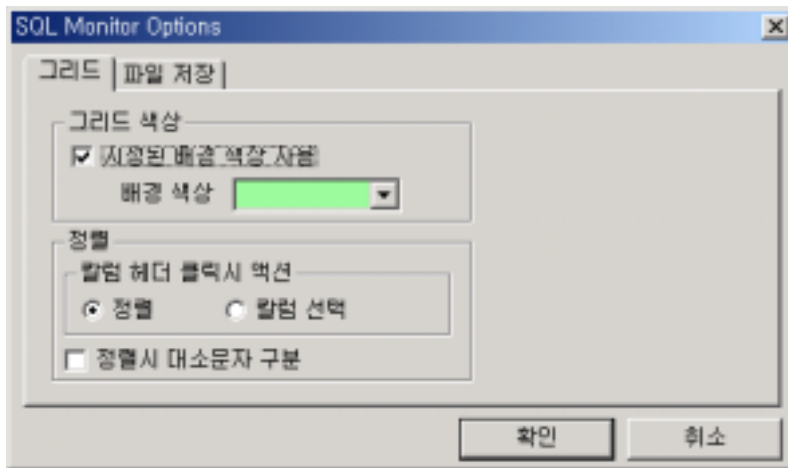 SQL Monitor Options
그리드 파일 저장
그리드 색상
지정된 배경 색상 사용
배경 색상
정렬
칼럼 헤더 클릭시 액션
정렬 칼럼 선택
정렬시 대소문자 구분
확인 취소